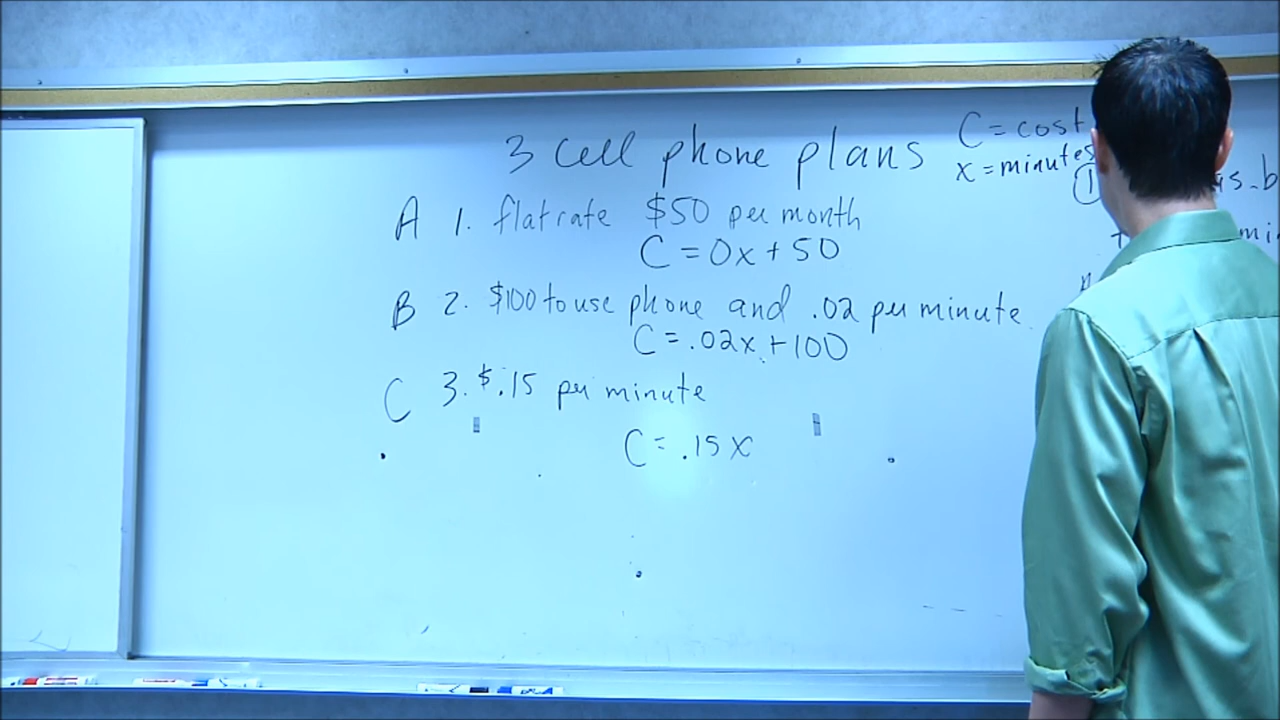 3 cell phone plans
C = cost
x = minutes
A 1. flat rate $50 per month
C = 0x + 50
B 2. $100 to use phone and .02 per minute.
C = .02x + 100
C 3. $.15 per minute
C = .15x
1